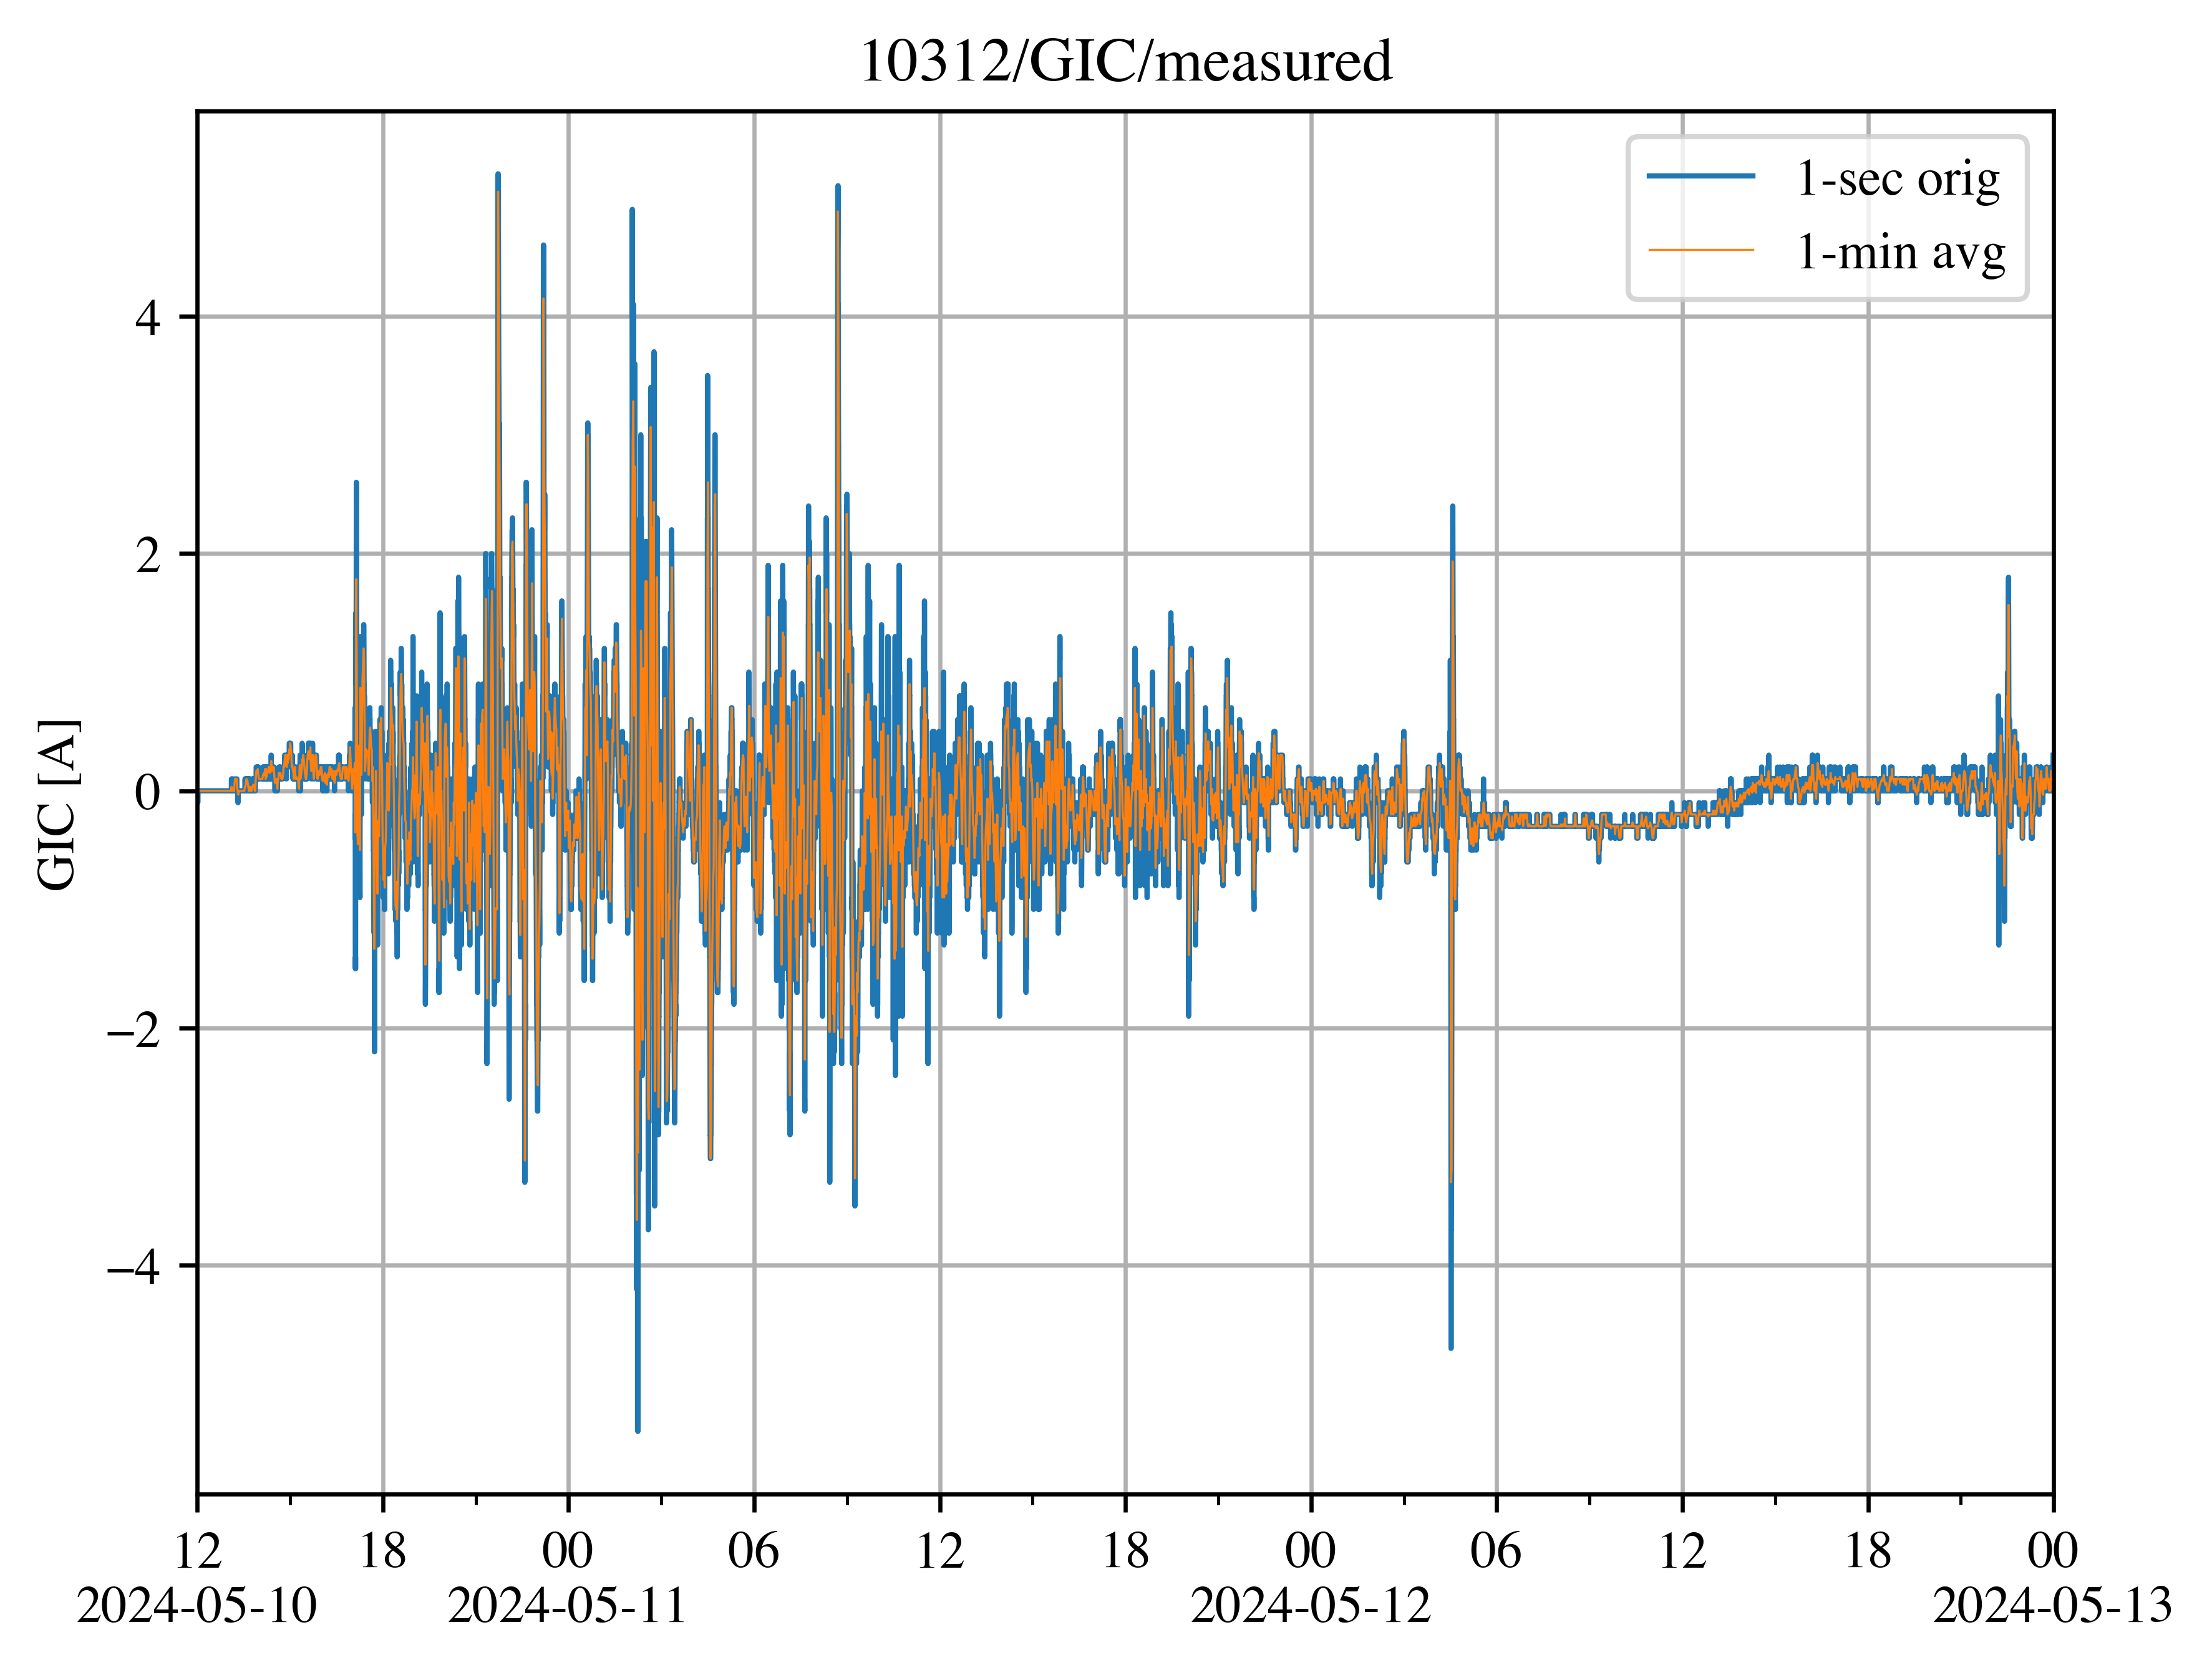 10312/GIC/measured
1-sec orig
1-min avg
GIC [A]
4
2
0
−2
−4
12 18 00 06 12 18 00 06 12 18 00
2024-05-10 2024-05-11 2024-05-12 2024-05-13